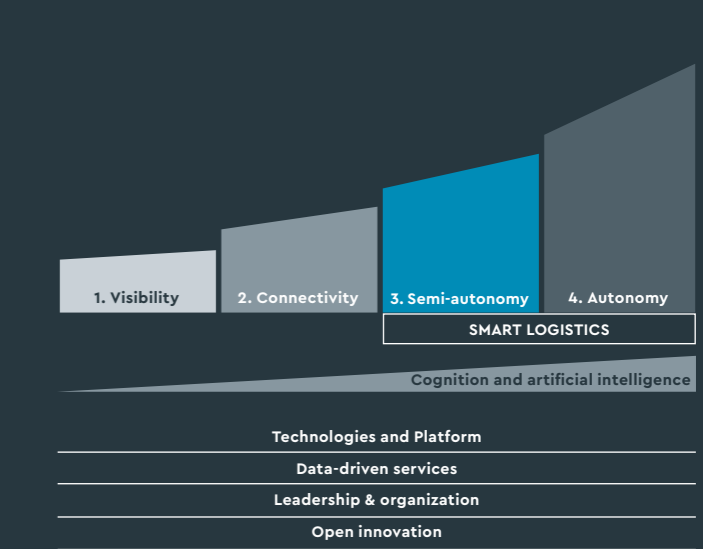 1. Visibility
2. Connectivity
3. Semi-autonomy
4. Autonomy
SMART LOGISTICS
Cognition and artificial intelligence
Technologies and Platform
Data-driven services
Leadership & organization
Open innovation